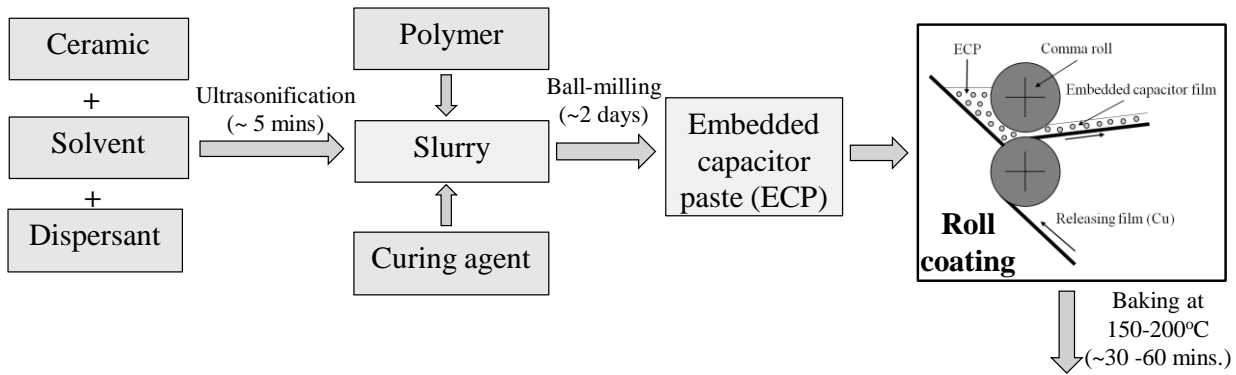 Ceramic
+
Solvent
+
Dispersant
Ultrasonification
(~ 5 mins)
Polymer
Slurry
Curing agent
Ball-milling
(~2 days)
Embedded
capacitor
paste (ECP)
ECP
Comma roll
Embedded capacitor film
Releasing film (Cu)
Roll
coating
Baking at
150-200°C
(~30 -60 mins.)